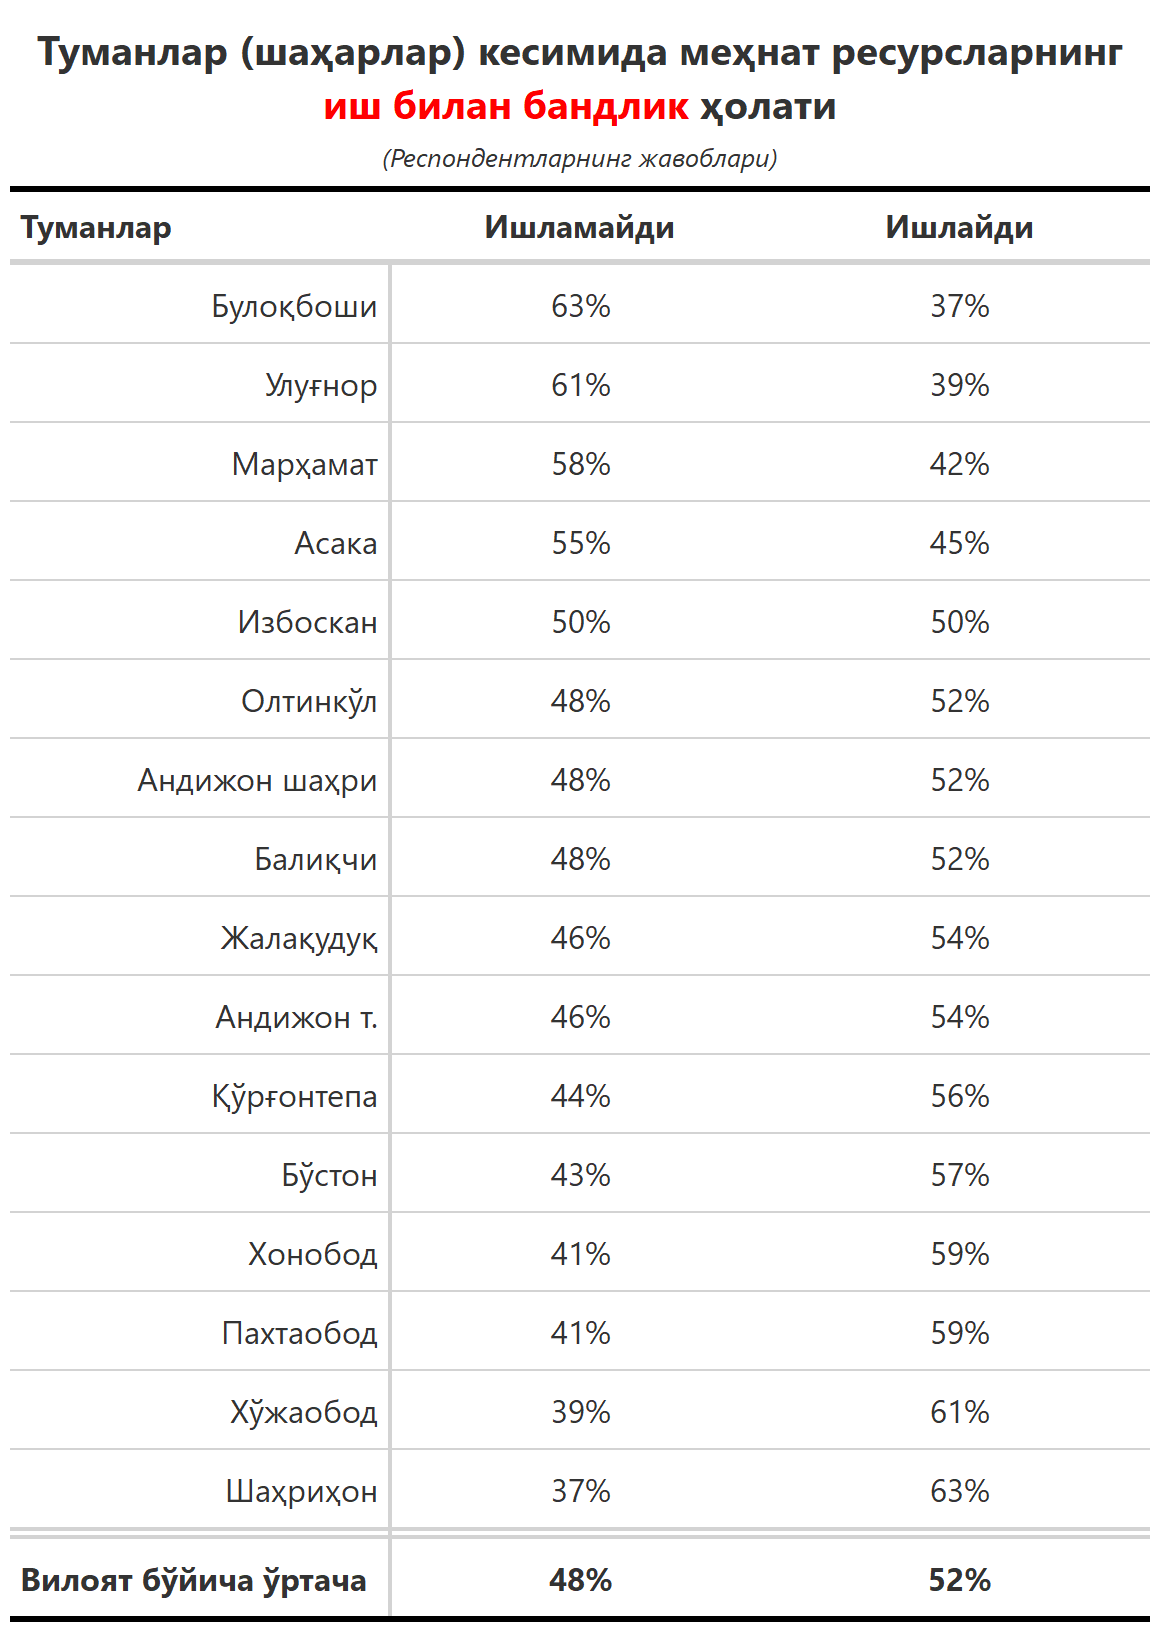 Туманлар (шаҳарлар) кесимида меҳнат ресурсларнинг
иш билан бандлик ҳолати
(Респондентларнинг жавоблари)
Туманлар Ишламайди Ишлайди
Булоқбоши 63% 37%
Улуғнор 61% 39%
Марҳамат 58% 42%
Асака 55% 45%
Избоскан 50% 50%
Олтинкўл 48% 52%
Андижон шаҳри 48% 52%
Балиқчи 48% 52%
Жалақудуқ 46% 54%
Андижон т. 46% 54%
Қўрғонтепа 44% 56%
Бўстон 43% 57%
Хонобод 41% 59%
Пахтаобод 41% 59%
Хўжаобод 39% 61%
Шаҳриҳон 37% 63%
Вилоят бўйича ўртача 48% 52%